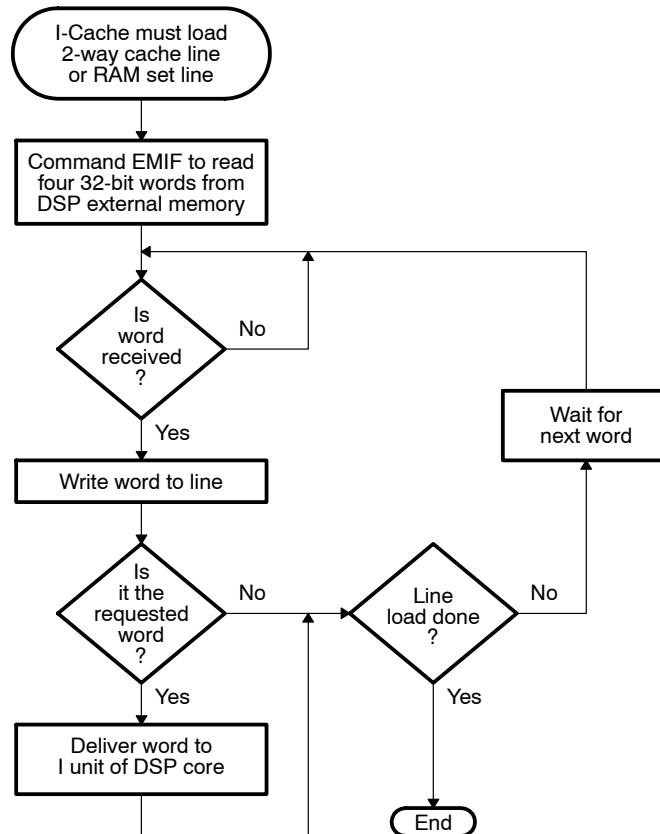 I-Cache must load
2-way cache line
or RAM set line
Command EMIF to read
four 32-bit words from
DSP external memory
Is
word
received
?
No
Yes
Wait for
next word
Write word to line
Is
it the
requested
word
?
No
Yes
Line
load done
?
No
Yes
Deliver word to
I unit of DSP core
End